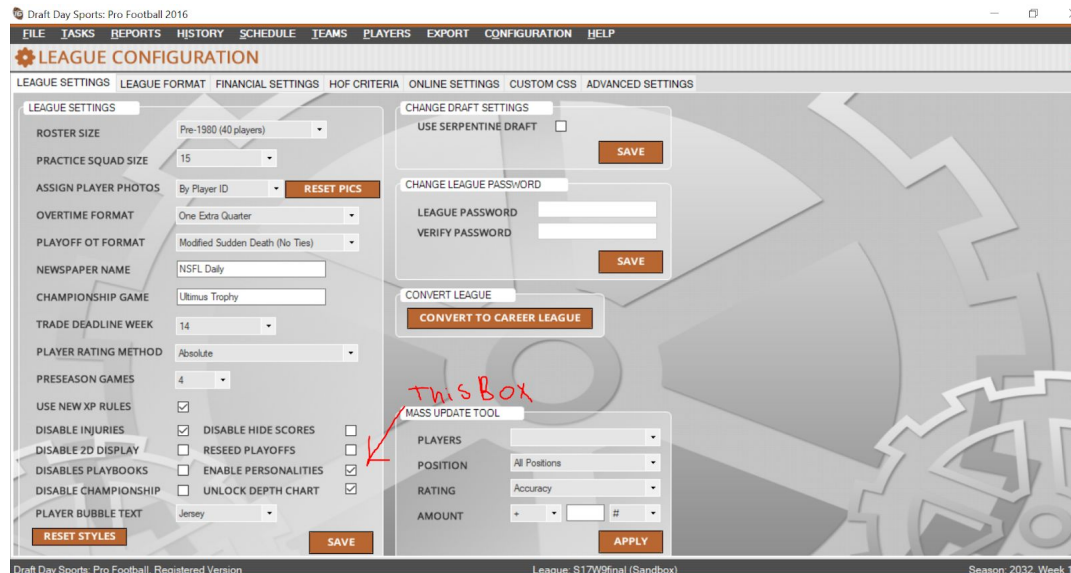 Draft Day Sports: Pro Football 2016
FILE TASKS REPORTS HISTORY SCHEDULE TEAMS PLAYERS EXPORT CONFIGURATION HELP
LEAGUE CONFIGURATION
LEAGUE SETTINGS LEAGUE FORMAT FINANCIAL SETTINGS HOF CRITERIA ONLINE SETTINGS CUSTOM CSS ADVANCED SETTINGS
LEAGUE SETTINGS
ROSTER SIZE Pre-1980 (40 players)
PRACTICE SQUAD SIZE 15
ASSIGN PLAYER PHOTOS By Player ID RESET PICS
OVERTIME FORMAT One Extra Quarter
PLAYOFF OT FORMAT Modified Sudden Death (No Ties)
NEWSPAPER NAME NSFL Daily
CHAMPIONSHIP GAME Ultimus Trophy
TRADE DEADLINE WEEK 14
PLAYER RATING METHOD Absolute
PRESEASON GAMES 4
USE NEW XP RULES
DISABLE INJURIES DISABLE HIDE SCORES
DISABLE 2D DISPLAY RESEED PLAYOFFS
DISABLES PLAYBOOKS ENABLE PERSONALITIES
DISABLE CHAMPIONSHIP UNLOCK DEPTH CHART
PLAYER BUBBLE TEXT Jersey
RESET STYLES SAVE
CHANGE DRAFT SETTINGS
USE SERPENTINE DRAFT
SAVE
CHANGE LEAGUE PASSWORD
LEAGUE PASSWORD
VERIFY PASSWORD
SAVE
CONVERT LEAGUE
CONVERT TO CAREER LEAGUE
This Box
MASS UPDATE TOOL
PLAYERS
POSITION All Positions
RATING Accuracy
AMOUNT + #
APPLY
Draft Day Sports: Pro Football, Registered Version League: S17W9final (Sandbox) Season: 2032, Week 1